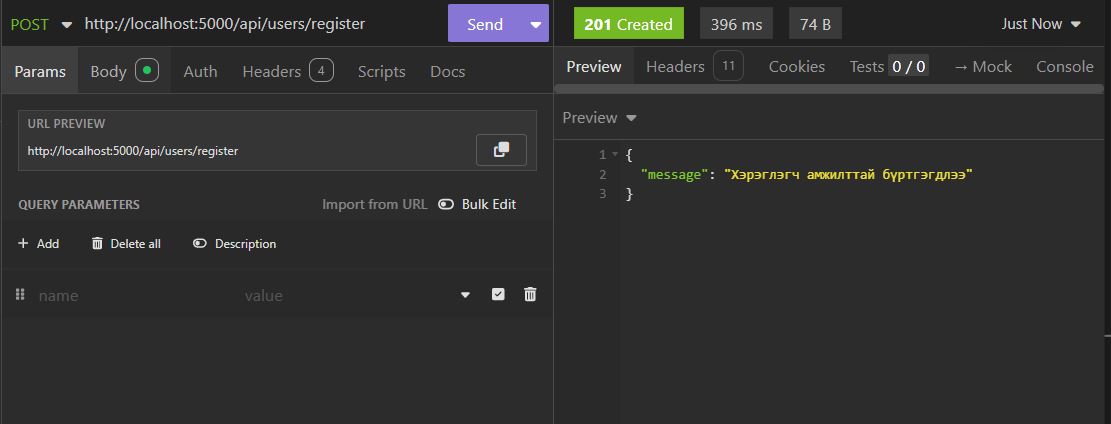 POST http://localhost:5000/api/users/register Send
201 Created 396 ms 74 B Just Now
Params Body Auth Headers 4 Scripts Docs
Preview Headers 11 Cookies Tests 0 / 0 → Mock Console
URL PREVIEW
http://localhost:5000/api/users/register
Preview
QUERY PARAMETERS Import from URL Bulk Edit
Add Delete all Description
name value
1 {
2 "message": "Хэрэглэгч амжилттай бүртгэгдлээ"
3 }